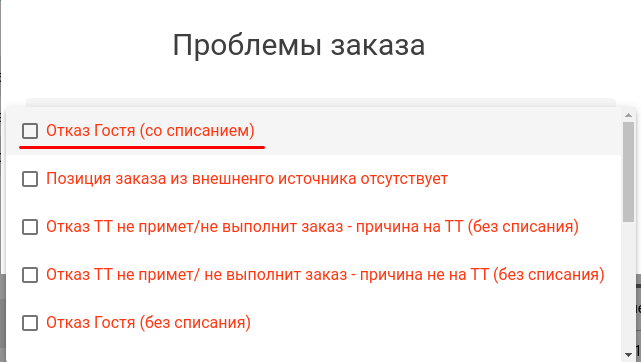 Проблемы заказа
Отказ Гостя (со списанием)
Позиция заказа из внешненго источника отсутствует
Отказ ТТ не примет/не выполнит заказ - причина на ТТ (без списания)
Отказ ТТ не примет/ не выполнит заказ - причина не на ТТ (без списания)
Отказ Гостя (без списания)